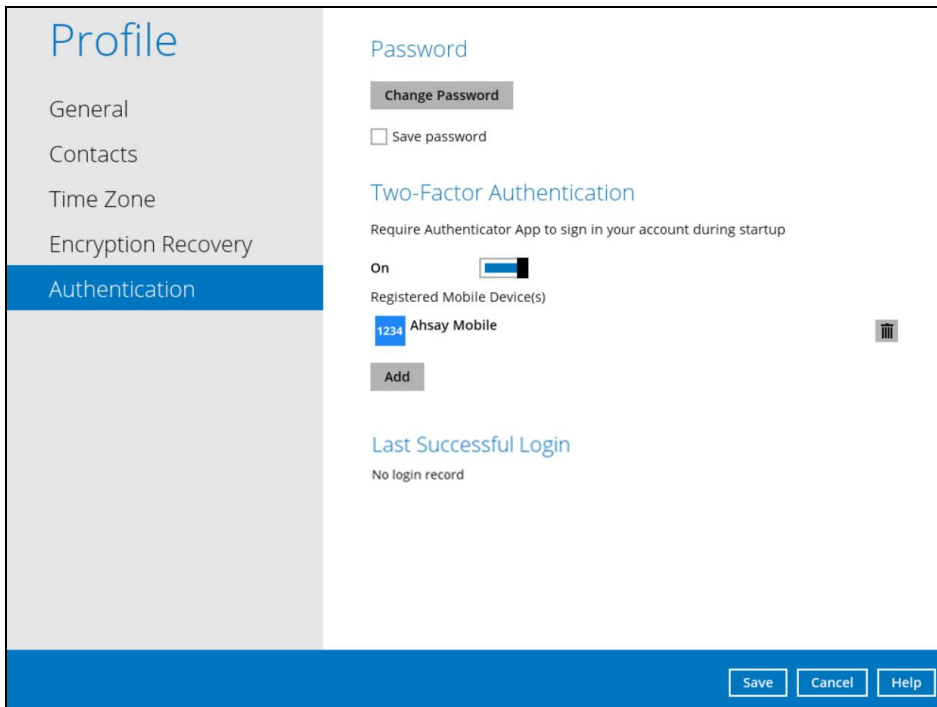 Profile
General
Contacts
Time Zone
Encryption Recovery
Authentication
Password
Change Password
Save password
Two-Factor Authentication
Require Authenticator App to sign in your account during startup
On
Registered Mobile Device(s)
1234 Ahsay Mobile
Add
Last Successful Login
No login record
Save Cancel Help